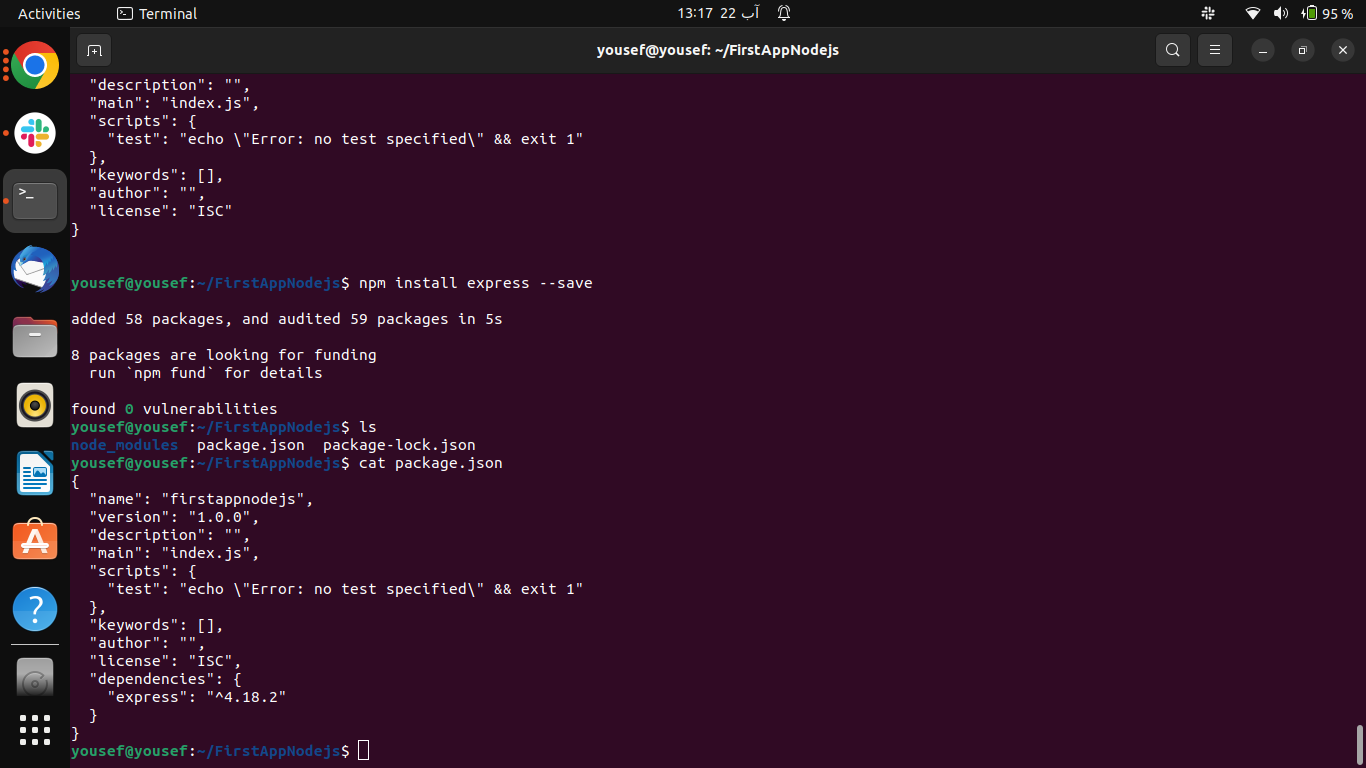 Activities
Terminal
22 آب 13:17
95 %
yousef@yousef: ~/FirstAppNodejs
  "description": "",
  "main": "index.js",
  "scripts": {
    "test": "echo \"Error: no test specified\" && exit 1"
  },
  "keywords": [],
  "author": "",
  "license": "ISC"
}
yousef@yousef:~/FirstAppNodejs$ npm install express --save
added 58 packages, and audited 59 packages in 5s
8 packages are looking for funding
  run `npm fund` for details
found 0 vulnerabilities
yousef@yousef:~/FirstAppNodejs$ ls
node_modules  package.json  package-lock.json
yousef@yousef:~/FirstAppNodejs$ cat package.json
{
  "name": "firstappnodejs",
  "version": "1.0.0",
  "description": "",
  "main": "index.js",
  "scripts": {
    "test": "echo \"Error: no test specified\" && exit 1"
  },
  "keywords": [],
  "author": "",
  "license": "ISC",
  "dependencies": {
    "express": "^4.18.2"
  }
}
yousef@yousef:~/FirstAppNodejs$